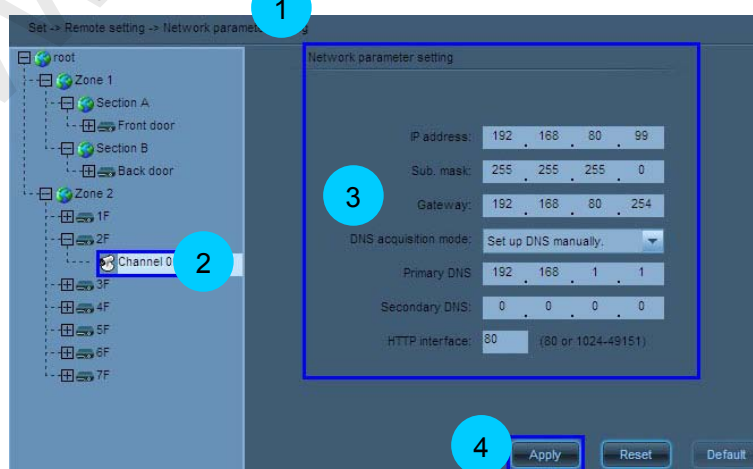 1
Set -> Remote setting -> Network
root
Zone 1
Section A
Front door
Section B
Back door
Zone 2
1F
2F
Channel 0
2
3F
4F
5F
6F
7F
Network parameter setting
IP address: 192 . 168 . 80 . 99
Sub. mask: 255 . 255 . 255 . 0
3
Gateway: 192 . 168 . 80 . 254
DNS acquisition mode: Set up DNS manually.
Primary DNS 192 . 168 . 1 . 1
Secondary DNS: 0 . 0 . 0 . 0
HTTP interface: 80 (80 or 1024-49151)
4
Apply Reset Default